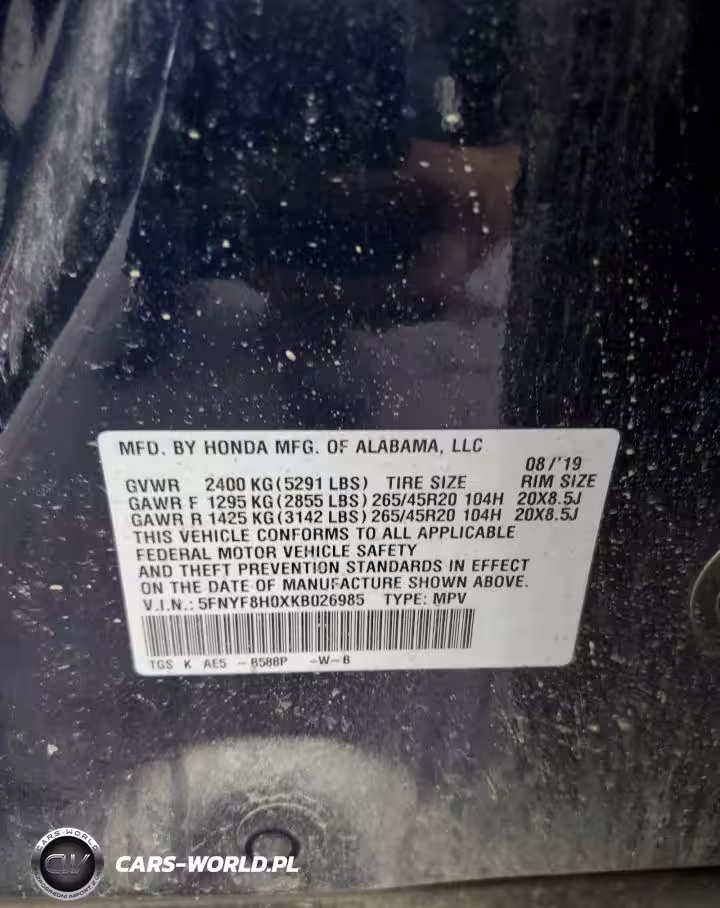 MFD. BY HONDA MFG. OF ALABAMA, LLC
08/'19
GVWR 2400 KG(5291 LBS) TIRE SIZE RIM SIZE
GAWR F 1295 KG(2855 LBS) 265/45R20 104H 20X8.5J
GAWR R 1425 KG(3142 LBS) 265/45R20 104H 20X8.5J
THIS VEHICLE CONFORMS TO ALL APPLICABLE
FEDERAL MOTOR VEHICLE SAFETY
AND THEFT PREVENTION STANDARDS IN EFFECT
ON THE DATE OF MANUFACTURE SHOWN ABOVE.
V.I.N.: 5FNYF8H0XKB026985 TYPE: MPV
TGS K AE5 -B588P -W-B
CARS-WORLD
CW
CARS-WORLD.PL